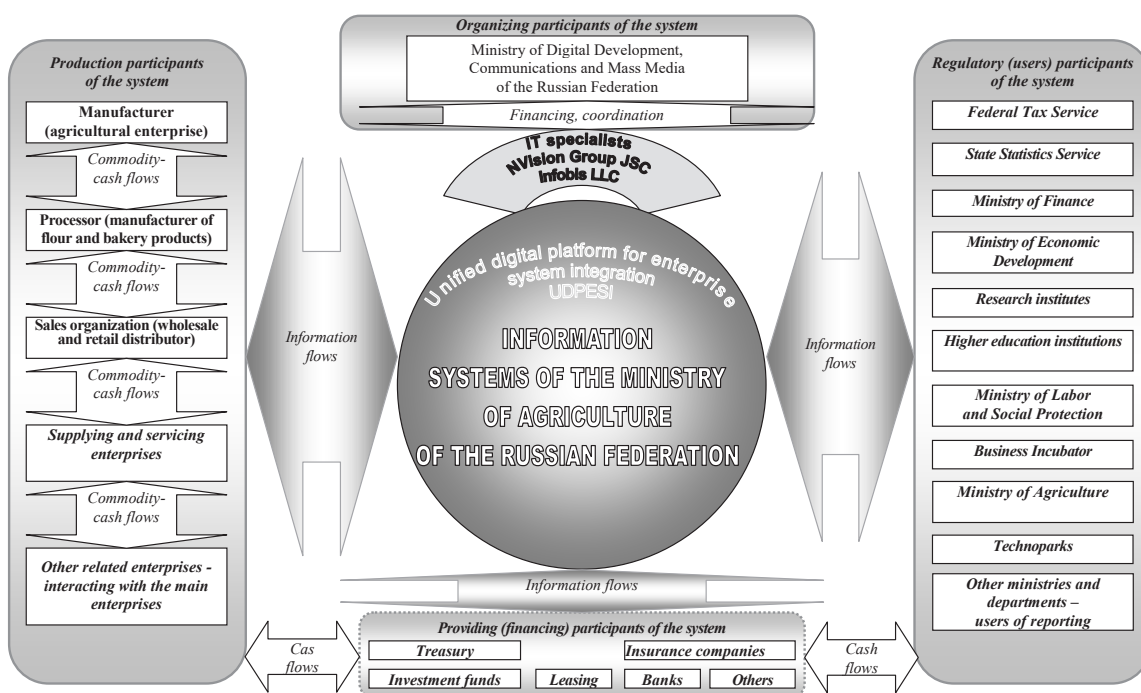 Organizing participants of the system
Ministry of Digital Development,
Communications and Mass Media
of the Russian Federation
Financing, coordination
IT specialists
NVision Group JSC
Infobis LLC
Production participants
of the system
Manufacturer
(agricultural enterprise)
Commodity-
cash flows
Processor (manufacturer of
flour and bakery products)
Commodity-
cash flows
Sales organization (wholesale
and retail distributor)
Commodity-
cash flows
Supplying and servicing
enterprises
Commodity-
cash flows
Other related enterprises -
interacting with the main
enterprises
Information
flows
Unified digital platform for enterprise
system integration
UDPESI
INFORMATION
SYSTEMS OF THE MINISTRY
OF AGRICULTURE
OF THE RUSSIAN FEDERATION
Information
flows
Regulatory (users) participants
of the system
Federal Tax Service
State Statistics Service
Ministry of Finance
Ministry of Economic
Development
Research institutes
Higher education institutions
Ministry of Labor
and Social Protection
Business Incubator
Ministry of Agriculture
Technoparks
Other ministries and
departments –
users of reporting
Information flows
Cas
flows
Providing (financing) participants of the system
Treasury
Insurance companies
Investment funds
Leasing
Banks
Others
Cash
flows